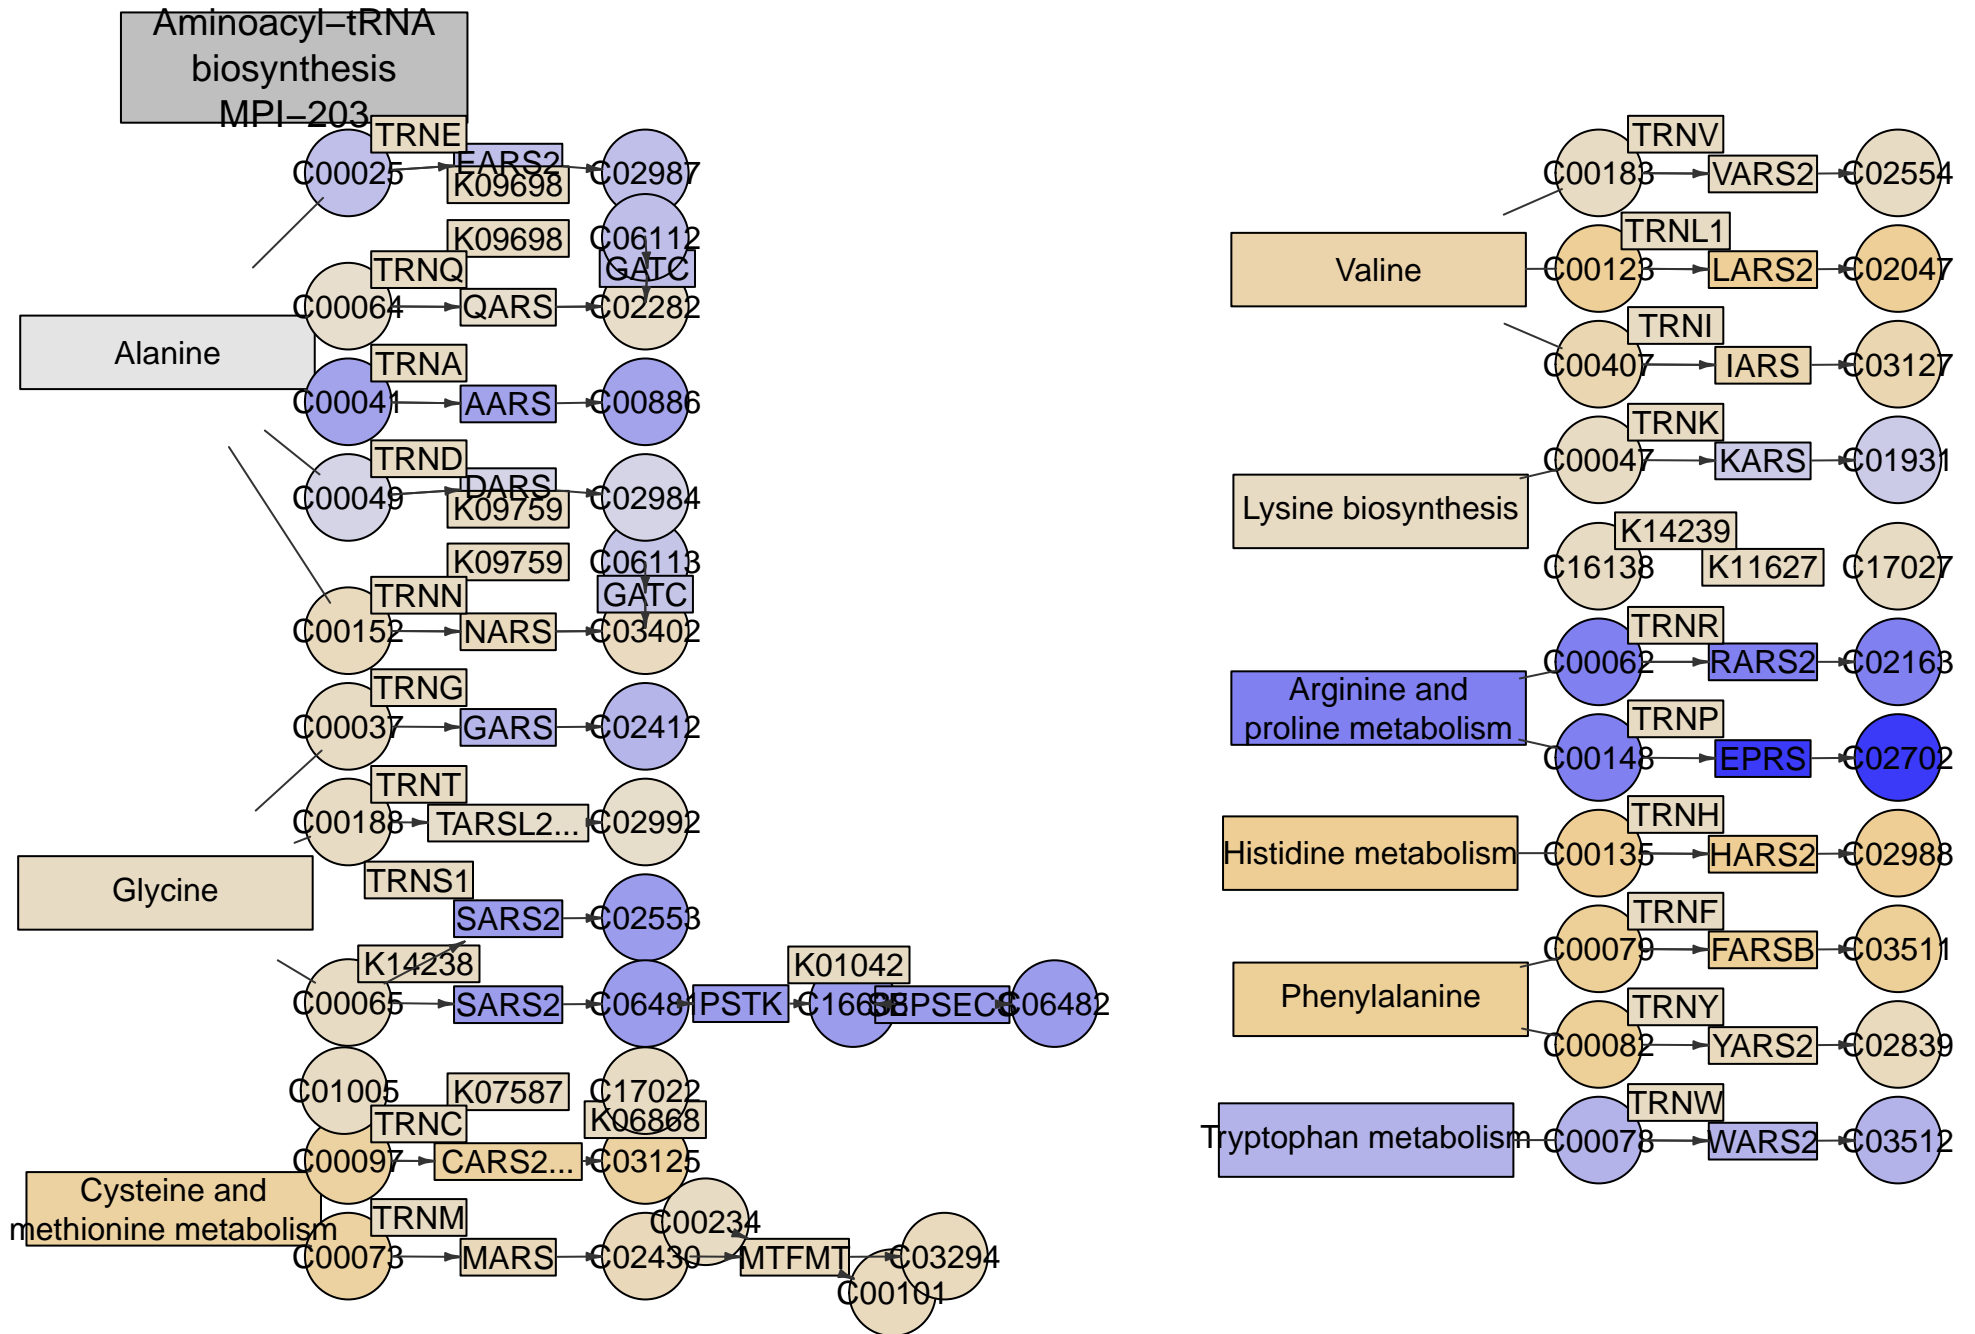 Aminoacyl−tRNA
biosynthesis
MPI−203
TRNE
C00025
EARS2
K09698
C02987
K09698
C06112
TRNQ
GATC
C00064
QARS
C02282
Alanine
TRNA
C00041
AARS
C00886
TRND
C00049
DARS
K09759
C02984
K09759
C06113
TRNN
GATC
C00152
NARS
C03402
TRNG
C00037
GARS
C02412
TRNT
C00188
TARSL2...
C02992
TRNS1
Glycine
SARS2
C02553
K14238
K01042
C00065
SARS2
C06481
PSTK
C16638
SEPSECS
C06482
C01005
K07587
C17022
TRNC
K06868
C00097
CARS2...
C03125
Cysteine and
methionine metabolism
TRNM
C00234
C00073
MARS
C02430
MTFMT
C03294
C00101
TRNV
C00183
VARS2
C02554
TRNL1
Valine
C00123
LARS2
C02047
TRNI
C00407
IARS
C03127
TRNK
C00047
KARS
C01931
Lysine biosynthesis
K14239
C16138
K11627
C17027
TRNR
C00062
RARS2
C02163
Arginine and
proline metabolism
TRNP
C00148
EPRS
C02702
TRNH
Histidine metabolism
C00135
HARS2
C02988
TRNF
C00079
FARSB
C03511
Phenylalanine
TRNY
C00082
YARS2
C02839
TRNW
Tryptophan metabolism
C00078
WARS2
C03512